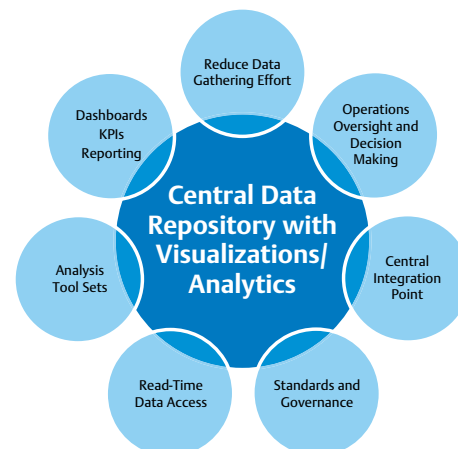 Reduce Data
Gathering Effort
Operations
Oversight and
Decision
Making
Central
Integration
Point
Standards and
Governance
Read-Time
Data Access
Analysis
Tool Sets
Dashboards
KPIs
Reporting
Central Data
Repository with
Visualizations/
Analytics